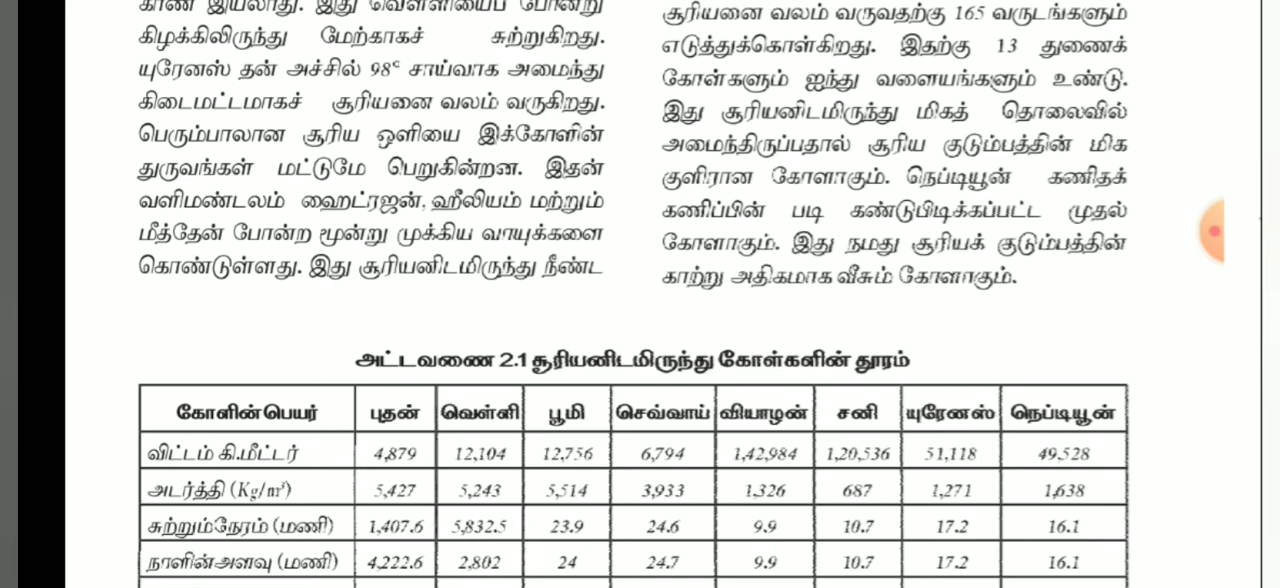 காண இயலாது. இது வெள்ளியைப் போன்று
கிழக்கிலிருந்து மேற்காகச் சுற்றுகிறது.
யுரேனஸ் தன் அச்சில் 98° சாய்வாக அமைந்து
கிடைமட்டமாகச் சூரியனை வலம் வருகிறது.
பெரும்பாலான சூரிய ஒளியை இக்கோளின்
துருவங்கள் மட்டுமே பெறுகின்றன. இதன்
வளிமண்டலம் ஹைட்ரஜன், ஹீலியம் மற்றும்
மீத்தேன் போன்ற மூன்று முக்கிய வாயுக்களை
கொண்டுள்ளது. இது சூரியனிடமிருந்து நீண்ட
சூரியனை வலம் வருவதற்கு 165 வருடங்களும்
எடுத்துக்கொள்கிறது. இதற்கு 13 துணைக்
கோள்களும் ஐந்து வளையங்களும் உண்டு.
இது சூரியனிடமிருந்து மிகத் தொலைவில்
அமைந்திருப்பதால் சூரிய குடும்பத்தின் மிக
குளிரான கோளாகும். நெப்டியூன் கணிதக்
கணிப்பின் படி கண்டுபிடிக்கப்பட்ட முதல்
கோளாகும். இது நமது சூரியக் குடும்பத்தின்
காற்று அதிகமாக வீசும் கோளாகும்.
அட்டவணை 2.1 சூரியனிடமிருந்து கோள்களின் தூரம்
கோளின்பெயர் புதன் வெள்ளி பூமி செவ்வாய் வியாழன் சனி யுரேனஸ் நெப்டியூன்
விட்டம் கி.மீட்டர் 4,879 12,104 12,756 6,794 1,42,984 1,20,536 51,118 49,528
அடர்த்தி (Kg/m³) 5,427 5,243 5,514 3,933 1,326 687 1,271 1,638
சுற்றும்நேரம் (மணி) 1,407.6 5,832.5 23.9 24.6 9.9 10.7 17.2 16.1
நாளின்அளவு (மணி) 4,222.6 2,802 24 24.7 9.9 10.7 17.2 16.1